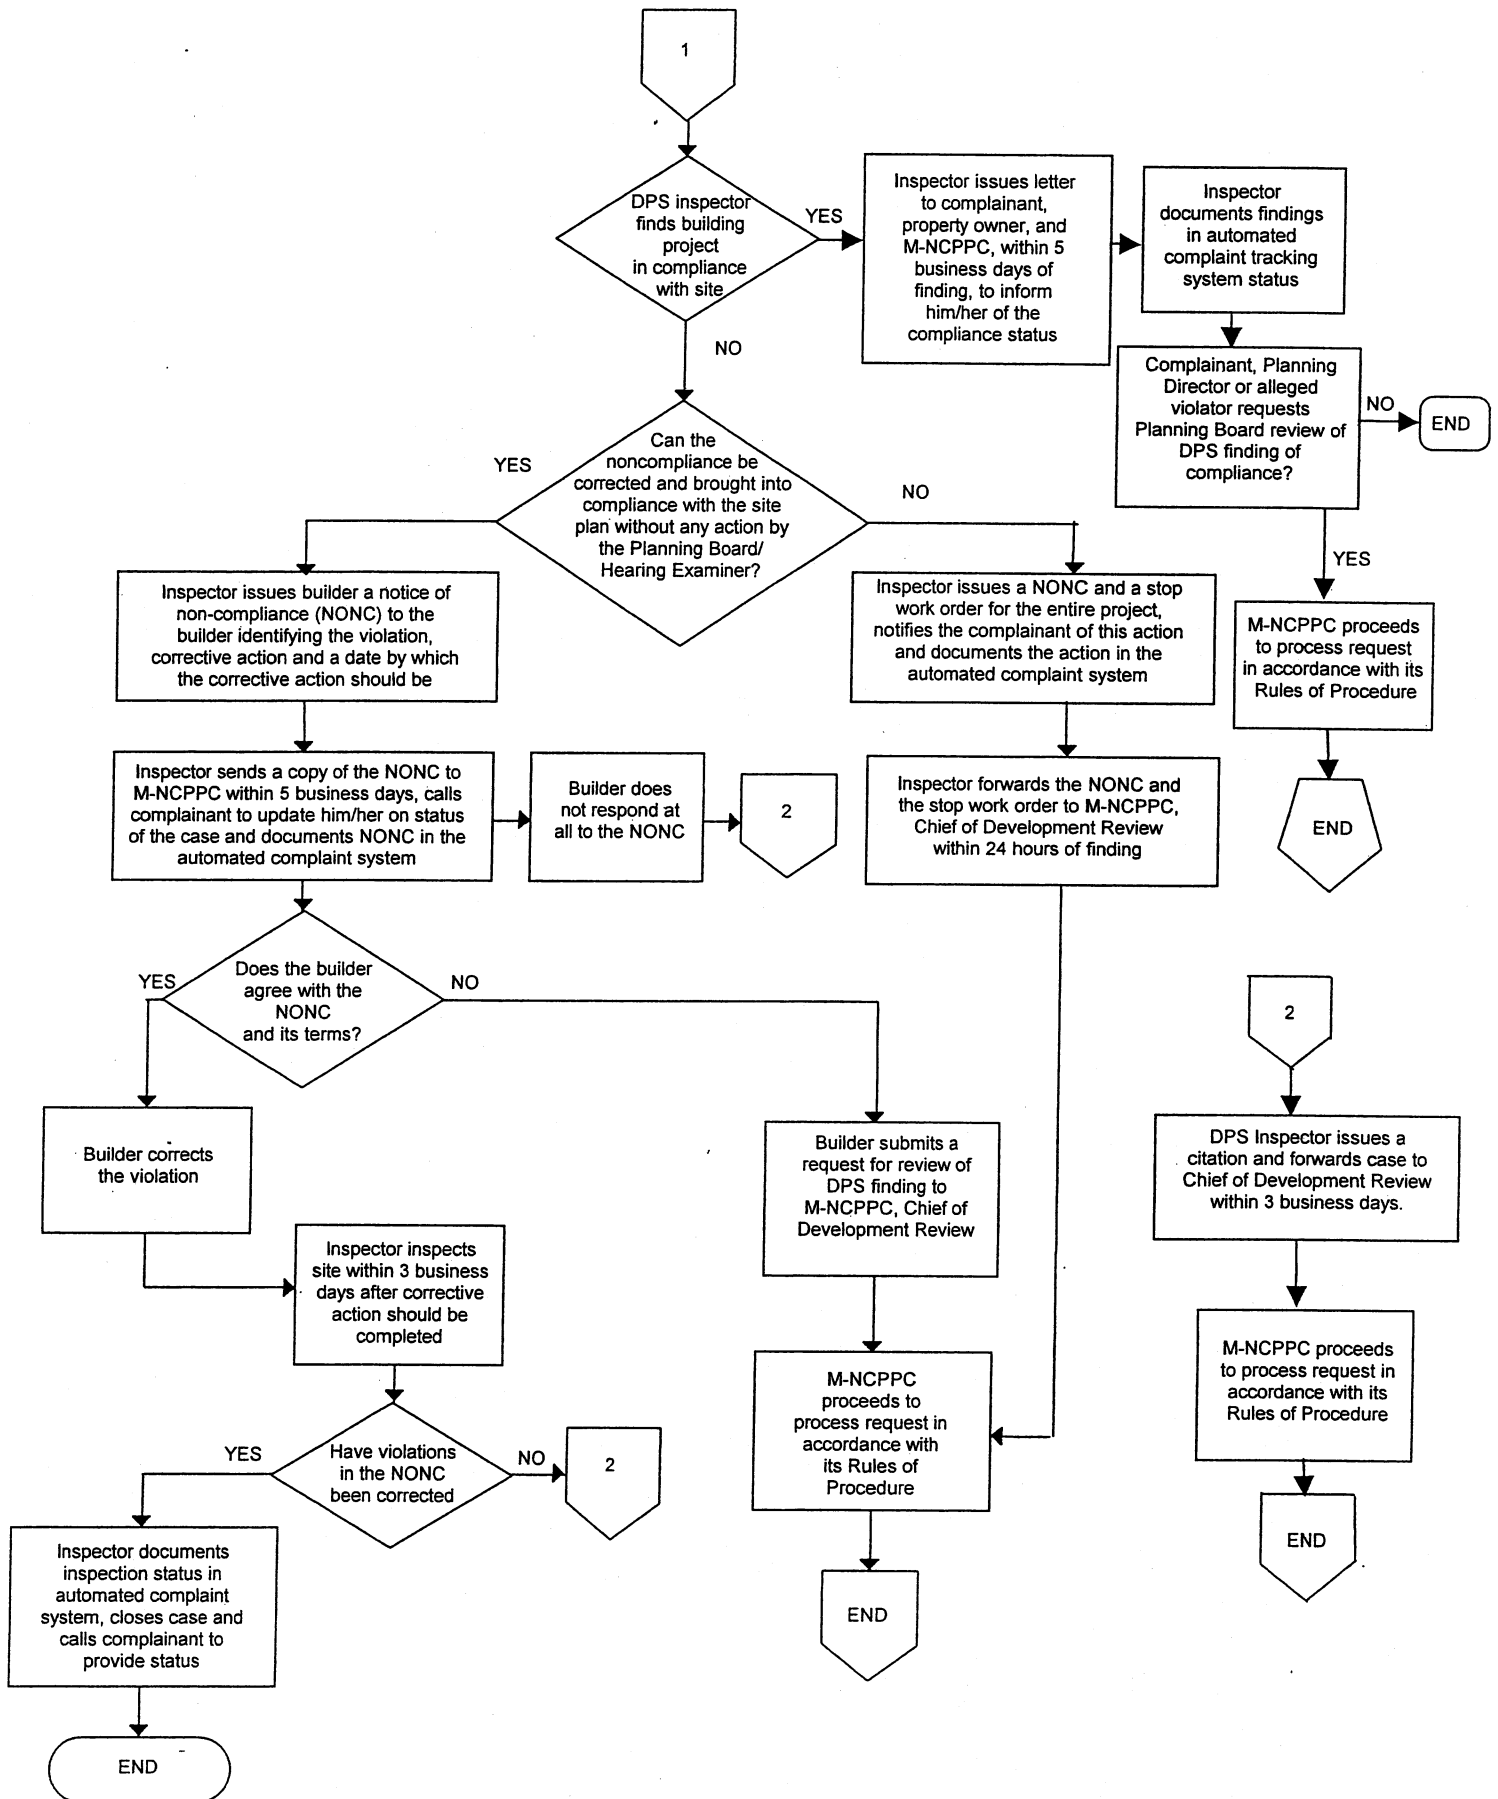 1
DPS inspector
finds building
project
in compliance
with site
YES
Inspector issues letter
to complainant,
property owner, and
M-NCPPC, within 5
business days of
finding, to inform
him/her of the
compliance status
Inspector
documents findings
in automated
complaint tracking
system status
NO
Complainant, Planning
Director or alleged
violator requests
Planning Board review of
DPS finding of
compliance?
NO
END
YES
M-NCPPC proceeds
to process request
in accordance with its
Rules of Procedure
END
Can the
noncompliance be
corrected and brought into
compliance with the site
plan without any action by
the Planning Board/
Hearing Examiner?
YES
NO
Inspector issues builder a notice of
non-compliance (NONC) to the
builder identifying the violation,
corrective action and a date by which
the corrective action should be
Inspector issues a NONC and a stop
work order for the entire project,
notifies the complainant of this action
and documents the action in the
automated complaint system
Inspector sends a copy of the NONC to
M-NCPPC within 5 business days, calls
complainant to update him/her on status
of the case and documents NONC in the
automated complaint system
Builder does
not respond at
all to the NONC
2
Inspector forwards the NONC and
the stop work order to M-NCPPC,
Chief of Development Review
within 24 hours of finding
YES
Does the builder
agree with the
NONC
and its terms?
NO
2
Builder corrects
the violation
Builder submits a
request for review of
DPS finding to
M-NCPPC, Chief of
Development Review
DPS Inspector issues a
citation and forwards case to
Chief of Development Review
within 3 business days.
Inspector inspects
site within 3 business
days after corrective
action should be
completed
M-NCPPC
proceeds to
process request in
accordance with
its Rules of
Procedure
M-NCPPC proceeds
to process request in
accordance with its
Rules of Procedure
YES
Have violations
in the NONC
been corrected
NO
2
END
Inspector documents
inspection status in
automated complaint
system, closes case and
calls complainant to
provide status
END
END